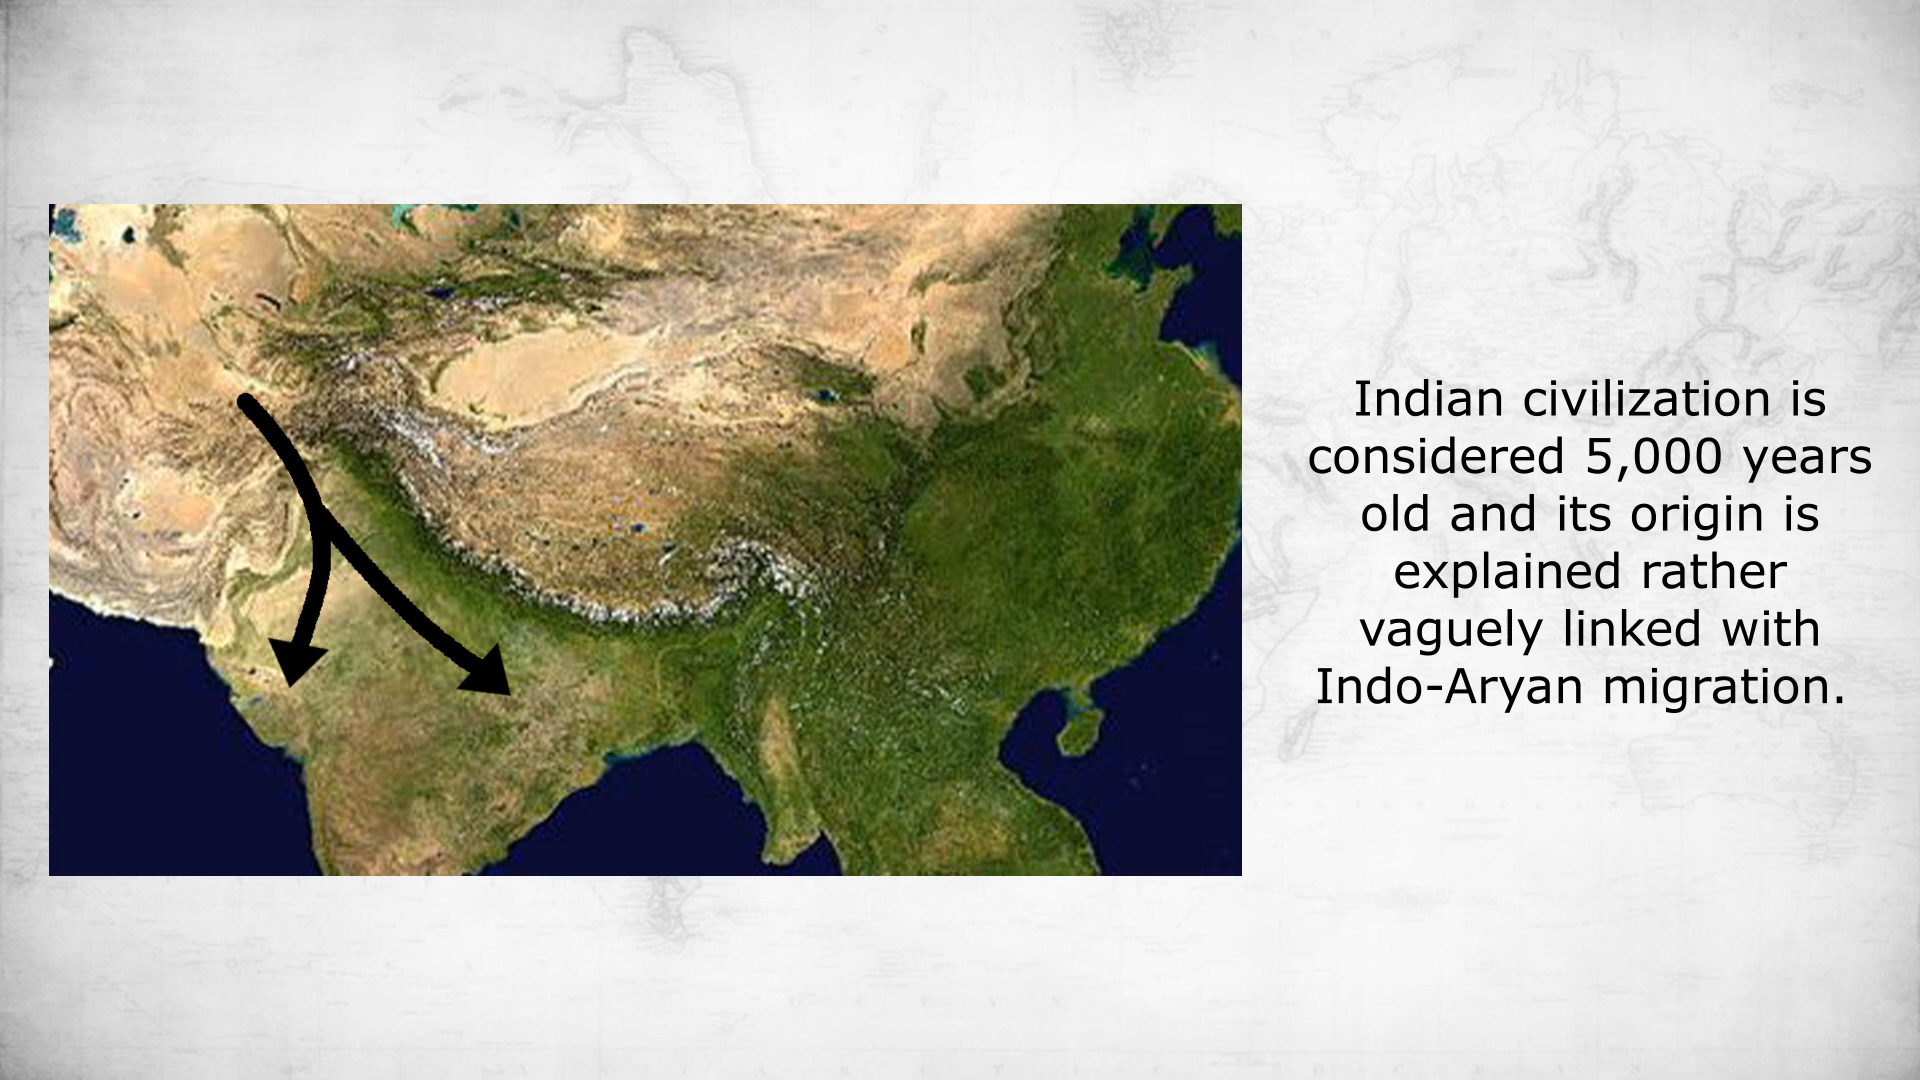 Indian civilization is
considered 5,000 years
old and its origin is
explained rather
vaguely linked with
Indo-Aryan migration.